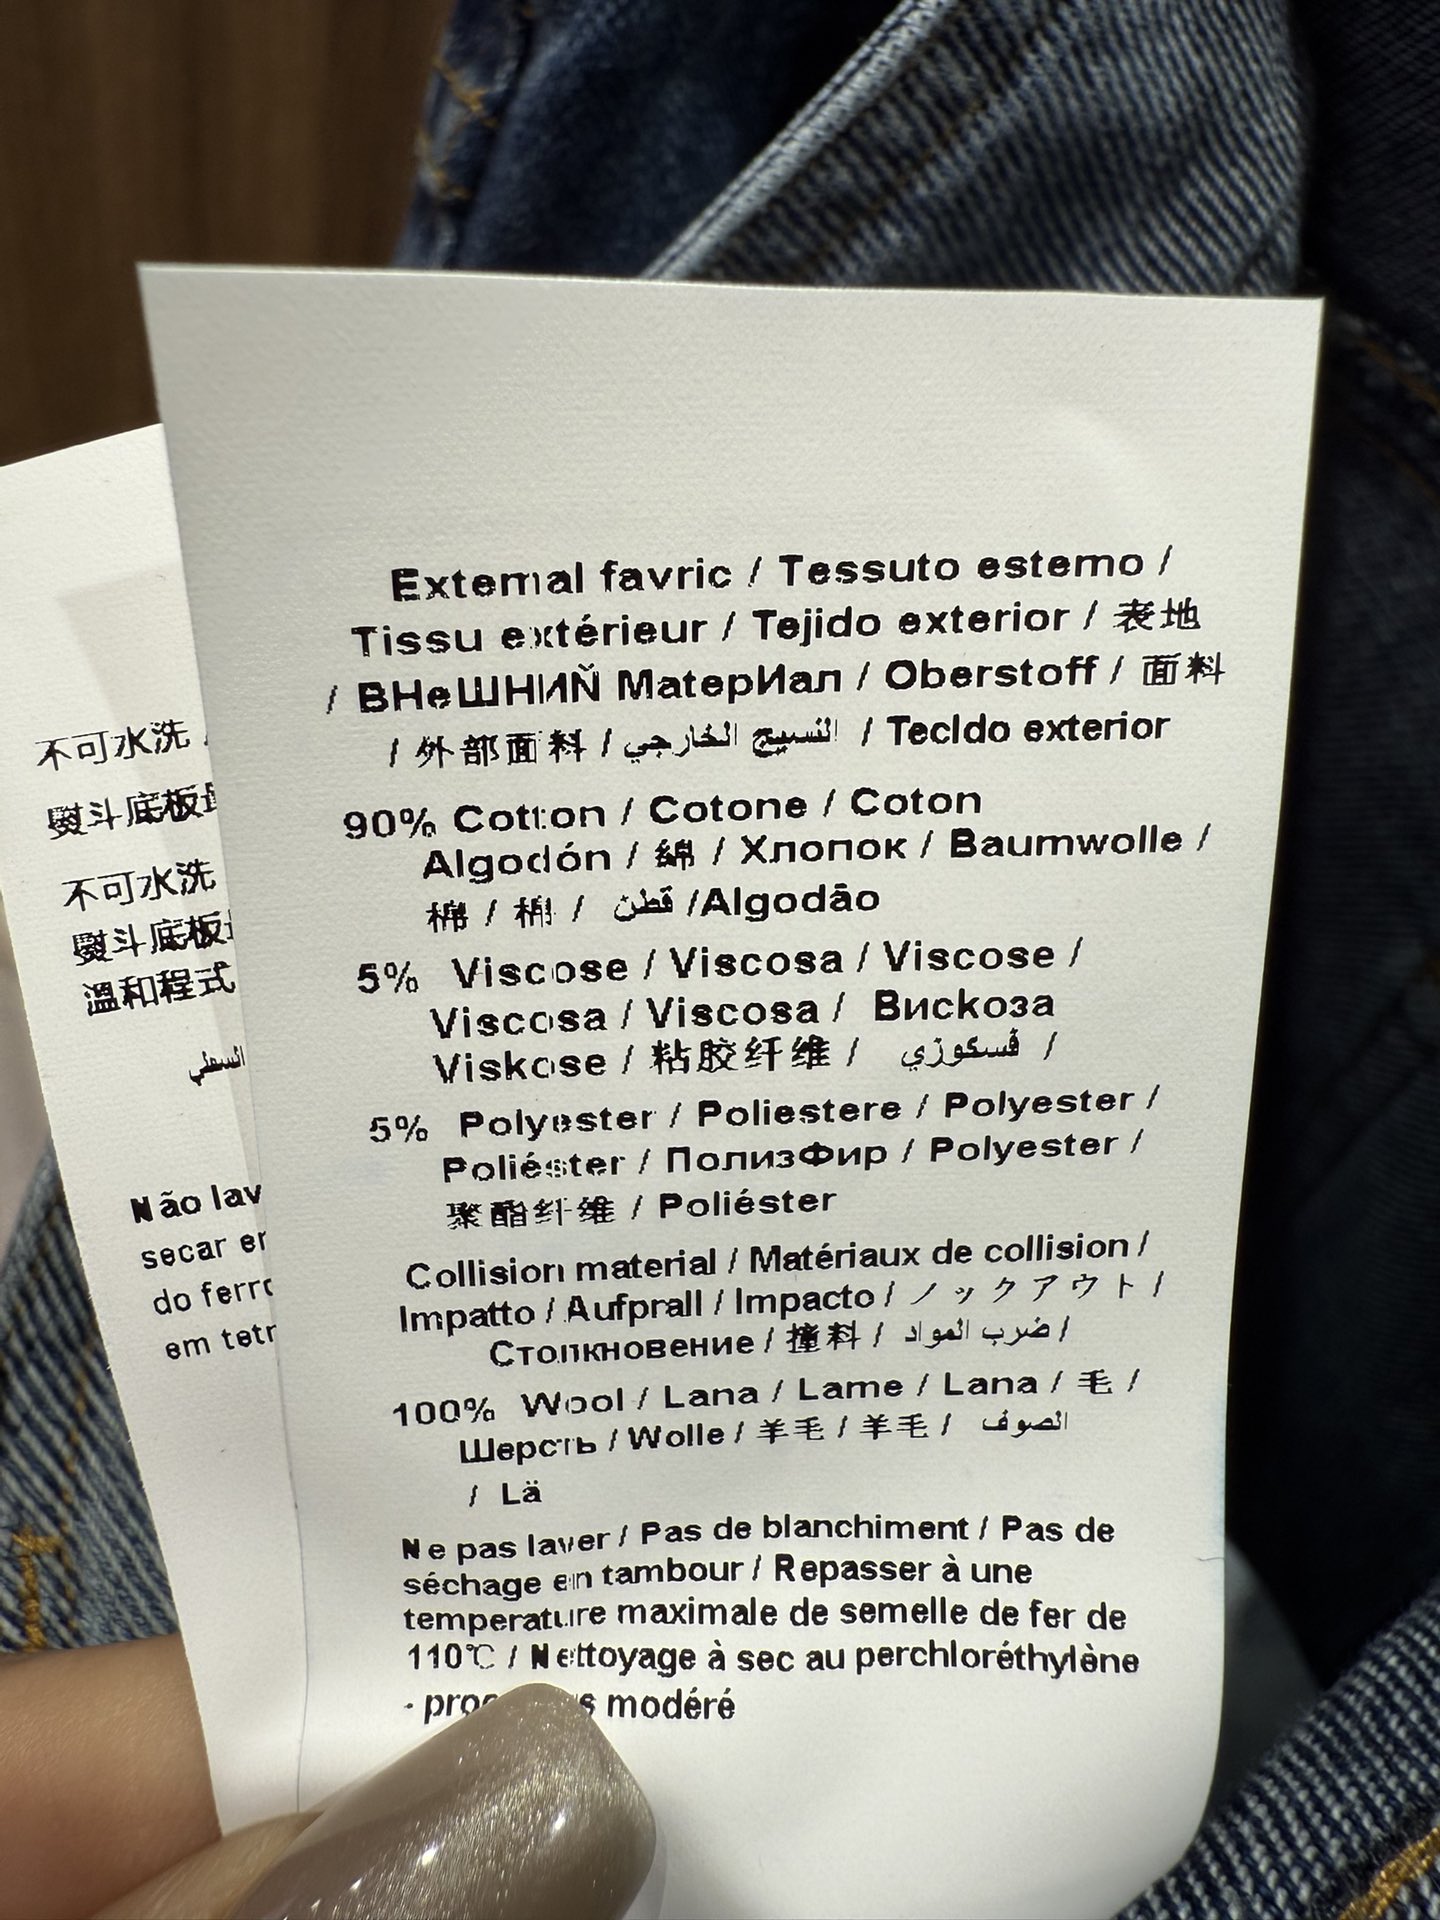 External favric / Tessuto estemo /
Tissu extérieur / Tejido exterior / 表地
/ ВНеШНИЙ МатерИал / Oberstoff / 面料
/ 外部面料 / النسيج الخارجي / TecIdo exterior
90% Cotton / Cotone / Coton
Algodón / 綿 / Хлопок / Baumwolle /
棉 / 棉 / قطن /Algodāo
5% Viscose / Viscosa / Viscose /
Viscosa / Viscosa / Вискоза
Viskose / 粘胶纤维 / ڤسكوزي /
5% Polyester / Poliestere / Polyester /
Poliéster / ПолизФир / Polyester /
聚酯纤维 / Poliéster
Collision material / Matériaux de collision /
Impatto / Aufprall / Impacto / ノックアウト /
Столкновение / 撞料 / ضرب المواد /
100% Wool / Lana / Lame / Lana / 毛 /
Шерсть / Wolle / 羊毛 / 羊毛 / الصوف
/ Lä
Ne pas laver / Pas de blanchiment / Pas de
séchage en tambour / Repasser à une
temperature maximale de semelle de fer de
110℃ / Nettoyage à sec au perchloréthylène
- modéré
不可水洗
熨斗底板
不可水洗
熨斗底板
溫和程式
Não lav
secar
do ferro
em